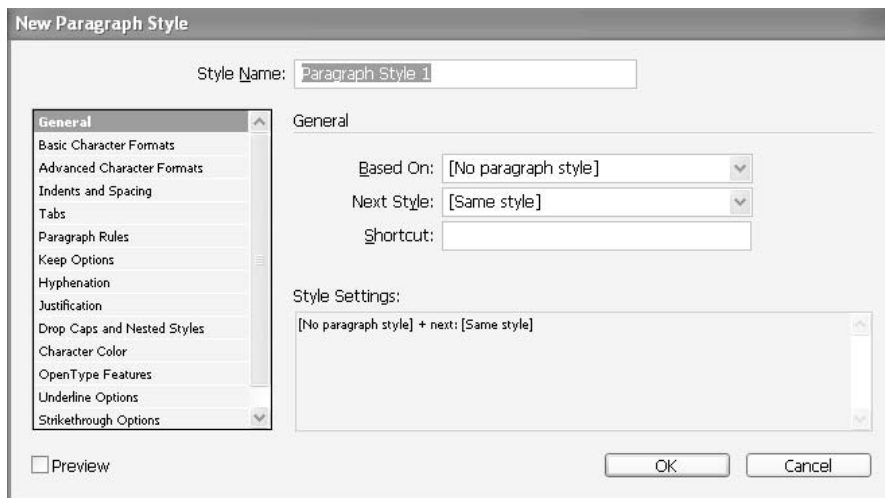 New Paragraph Style
Style Name: Paragraph Style 1
General
Basic Character Formats
Advanced Character Formats
Indents and Spacing
Tabs
Paragraph Rules
Keep Options
Hyphenation
Justification
Drop Caps and Nested Styles
Character Color
OpenType Features
Underline Options
Strikethrough Options
General
Based On: [No paragraph style]
Next Style: [Same style]
Shortcut:
Style Settings:
[No paragraph style] + next: [Same style]
Preview
OK
Cancel